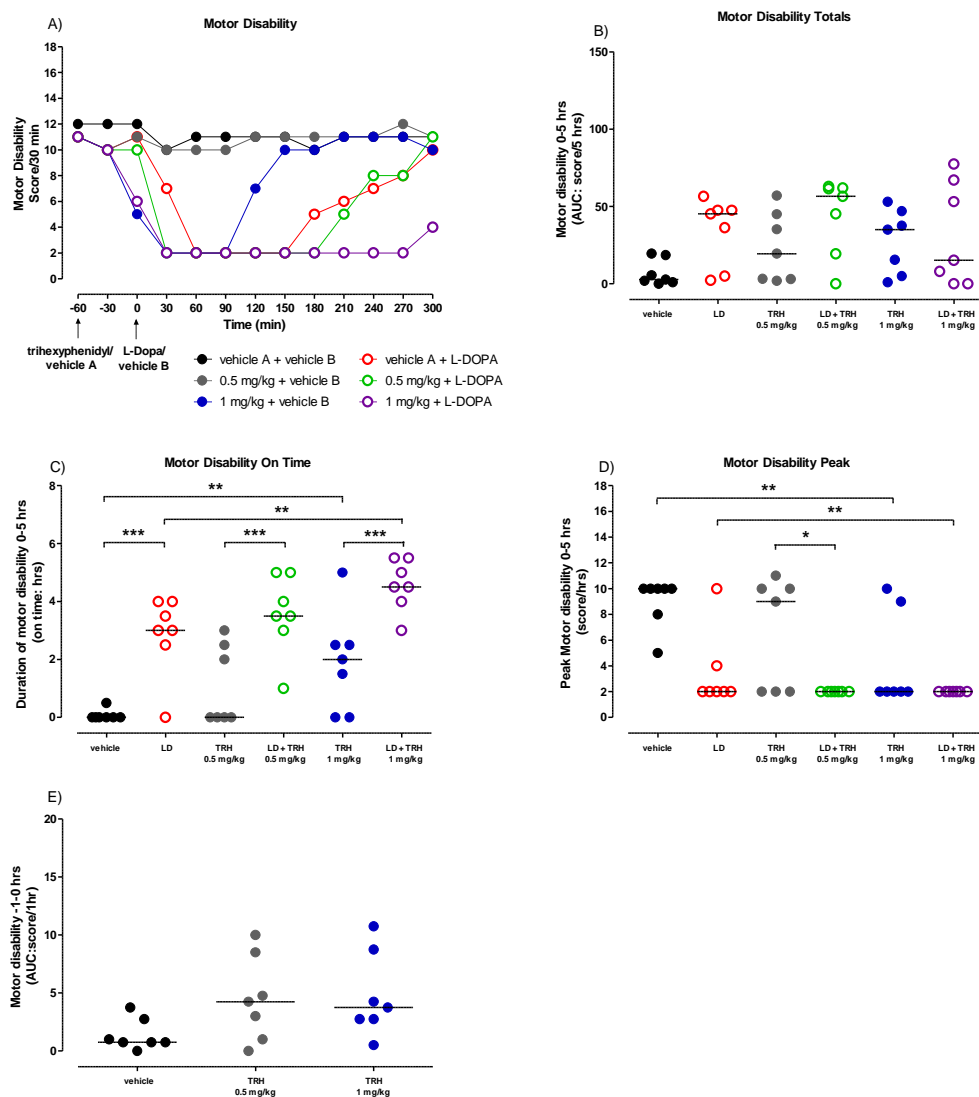 A)
Motor Disability
Motor Disability
Score/30 min
18
16
14
12
10
8
6
4
2
0
-60 -30 0 30 60 90 120 150 180 210 240 270 300
Time (min)
trihexyphenidyl/
vehicle A
L-Dopa/
vehicle B
vehicle A + vehicle B
vehicle A + L-DOPA
0.5 mg/kg + vehicle B
0.5 mg/kg + L-DOPA
1 mg/kg + vehicle B
1 mg/kg + L-DOPA
B)
Motor Disability Totals
Motor disability 0-5 hrs
(AUC: score/5 hrs)
150
100
50
0
vehicle LD TRH LD + TRH TRH LD + TRH
0.5 mg/kg 0.5 mg/kg 1 mg/kg 1 mg/kg
C)
Motor Disability On Time
Duration of motor disability 0-5 hrs
(on time: hrs)
8
6
4
2
0
**
**
*** *** ***
vehicle LD TRH LD + TRH TRH LD + TRH
0.5 mg/kg 0.5 mg/kg 1 mg/kg 1 mg/kg
D)
Motor Disability Peak
Peak Motor disability 0-5 hrs
(score/hrs)
18
16
14
12
10
8
6
4
2
0
**
**
*
vehicle LD TRH LD + TRH TRH LD + TRH
0.5 mg/kg 0.5 mg/kg 1 mg/kg 1 mg/kg
E)
Motor disability -1-0 hrs
(AUC:score/1hr)
20
15
10
5
0
vehicle TRH TRH
0.5 mg/kg 1 mg/kg